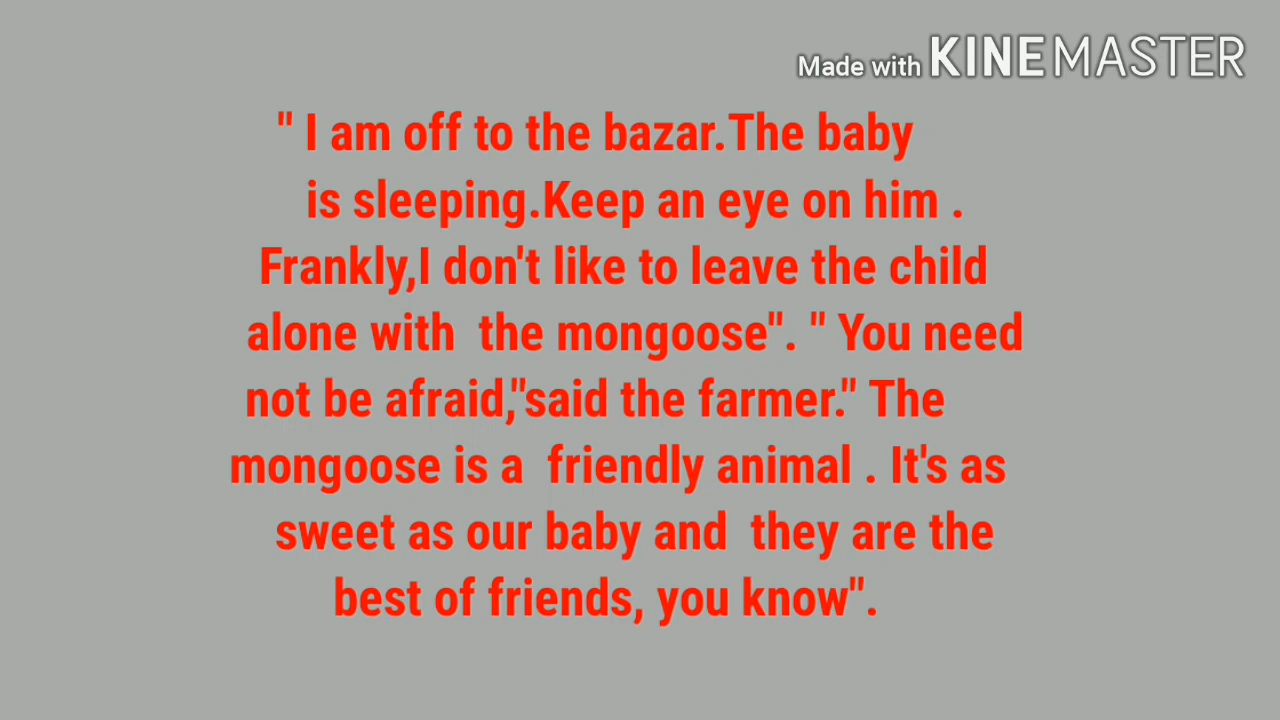 Made with KINEMASTER
" I am off to the bazar.The baby
is sleeping.Keep an eye on him .
Frankly,I don't like to leave the child
alone with  the mongoose". " You need
not be afraid,"said the farmer." The
mongoose is a  friendly animal . It's as
sweet as our baby and  they are the
best of friends, you know".